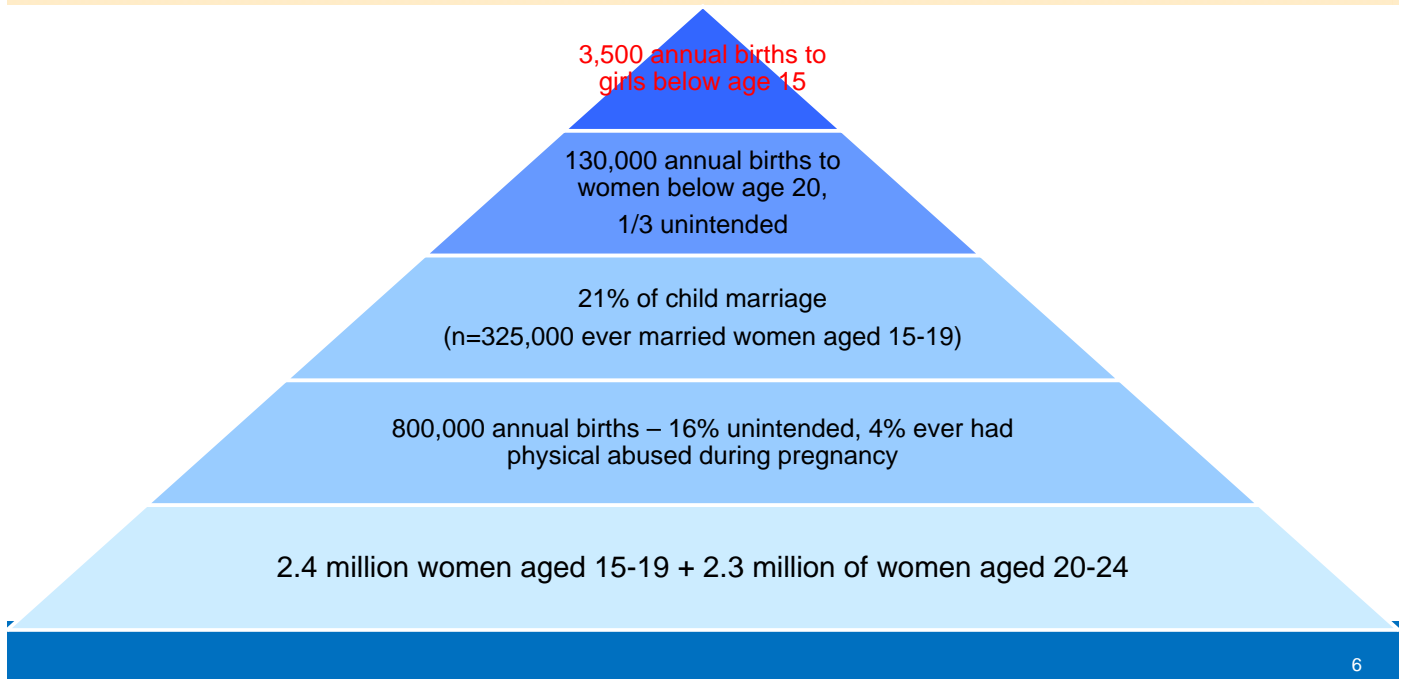 3,500 annual births to
girls below age 15
130,000 annual births to
women below age 20,
1/3 unintended
21% of child marriage
(n=325,000 ever married women aged 15-19)
800,000 annual births – 16% unintended, 4% ever had
physical abused during pregnancy
2.4 million women aged 15-19 + 2.3 million of women aged 20-24
6